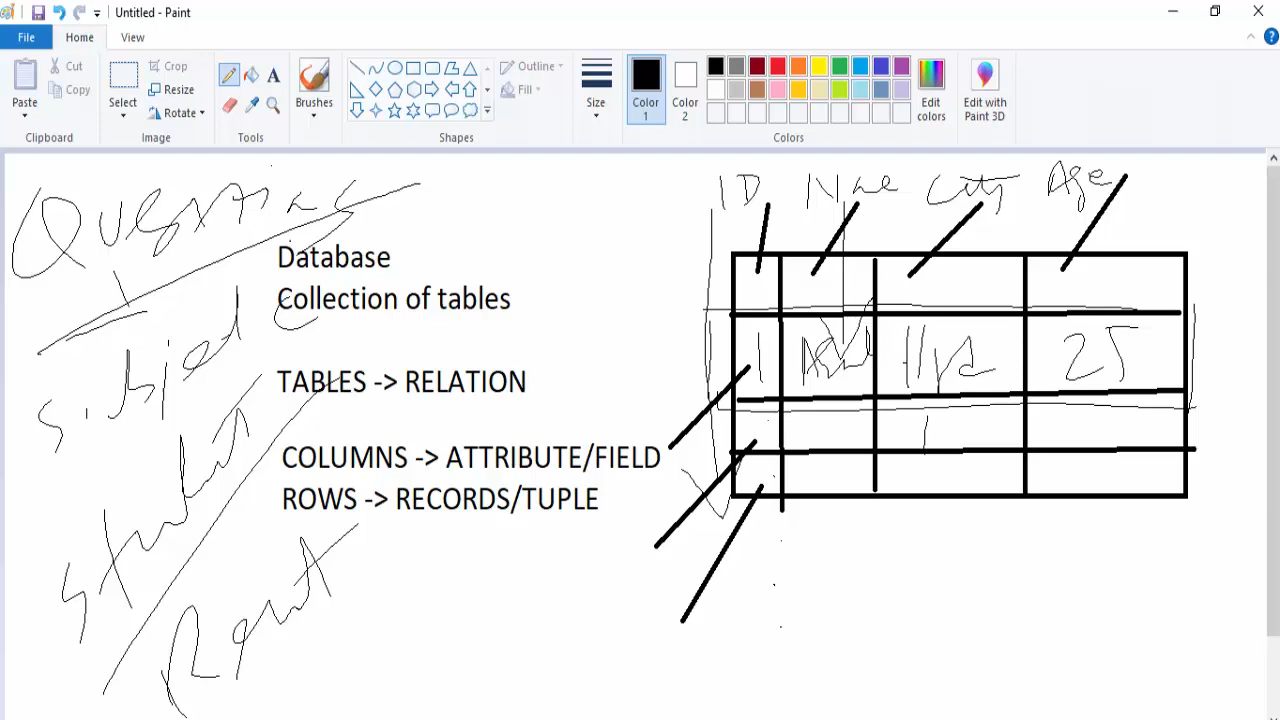 Untitled - Paint
File
Home
View
Paste
Cut
Copy
Clipboard
Select
Crop
Resize
Rotate
Image
Tools
Brushes
Shapes
Outline
Fill
Size
Color 1
Color 2
Colors
Edit colors
Edit with Paint 3D
Database
Collection of tables
TABLES -> RELATION
COLUMNS -> ATTRIBUTE/FIELD
ROWS -> RECORDS/TUPLE
ID City Age
1 Hyd 25